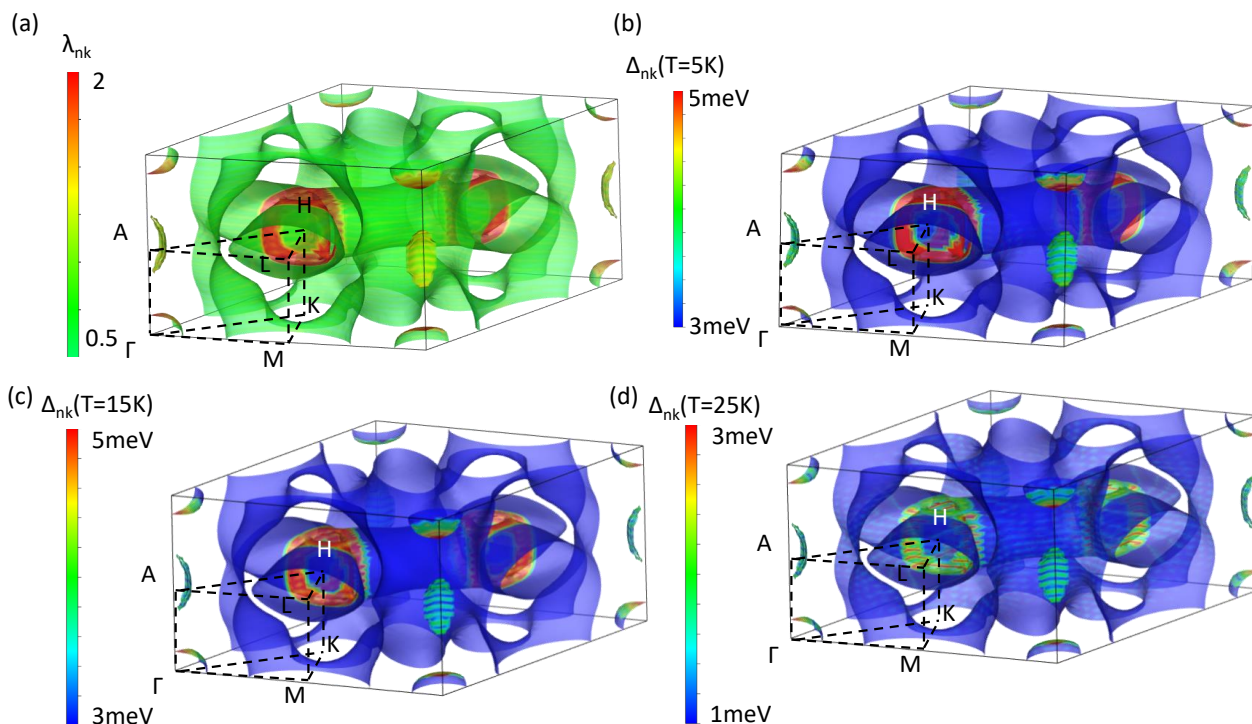 (a)
λnk
2
0.5
H
A
L
K
Γ
M
(b)
Δnk(T=5K)
5meV
3meV
H
A
L
K
Γ
M
(c)
Δnk(T=15K)
5meV
3meV
H
A
L
K
Γ
M
(d)
Δnk(T=25K)
3meV
1meV
H
A
L
K
Γ
M